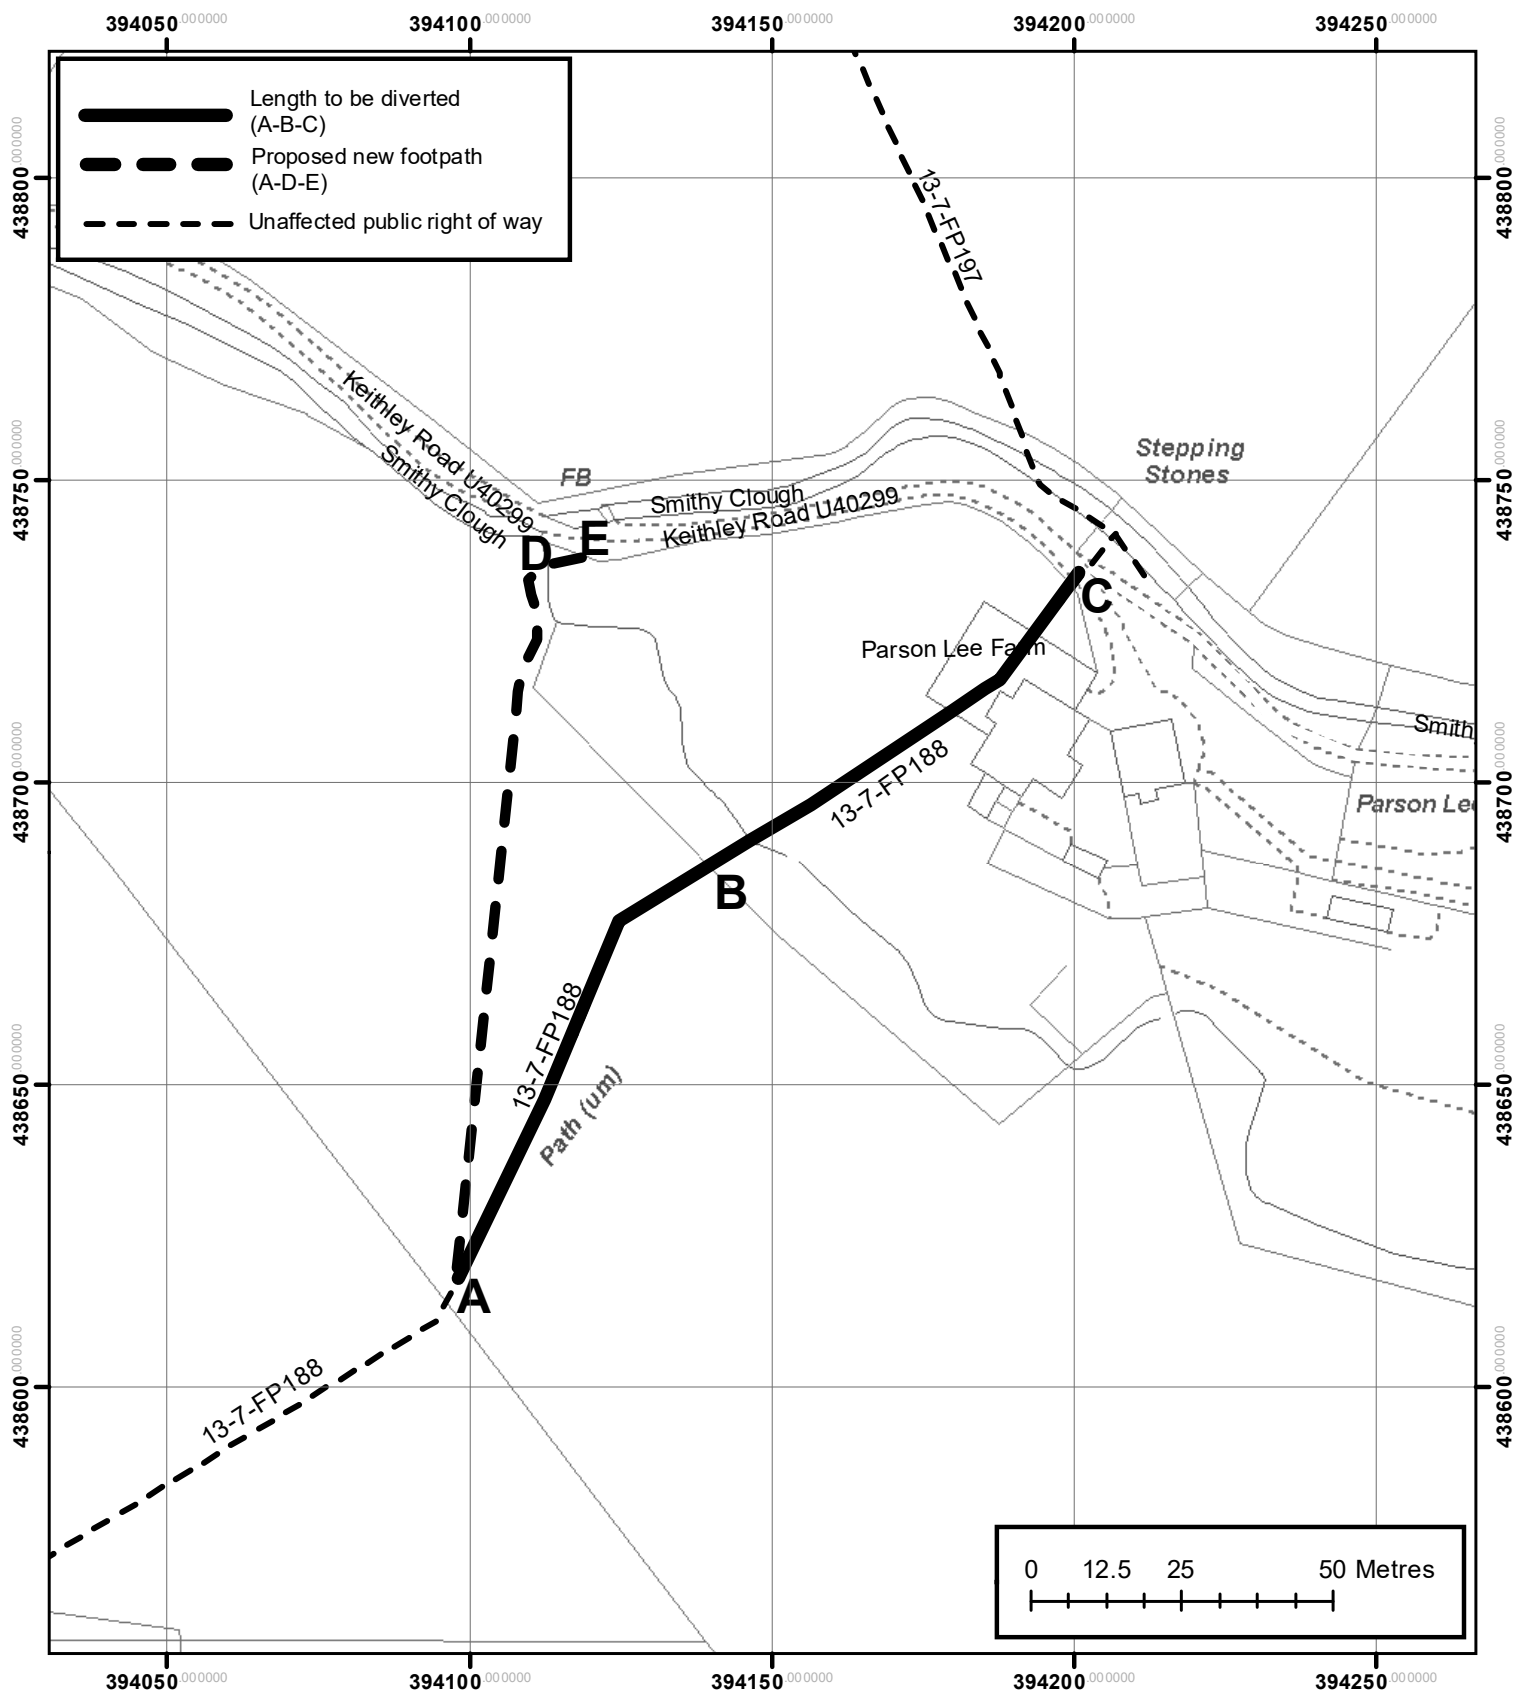 394050.000000 394100.000000 394150.000000 394200.000000 394250.000000
Length to be diverted
(A-B-C)
Proposed new footpath
(A-D-E)
Unaffected public right of way
438800.000000
438800.000000
13-7-FP197
Keithley Road U40299
Smithy Clough
FB
Stepping
Stones
438750.000000
438750.000000
Smithy Clough
Keithley Road U40299
D
E
C
Parson Lee Farm
Smith
438700.000000
438700.000000
13-7-FP188
Parson Lee
B
13-7-FP188
Path (um)
438650.000000
438650.000000
A
13-7-FP188
438600.000000
438600.000000
0 12.5 25 50 Metres
394050.000000 394100.000000 394150.000000 394200.000000 394250.000000